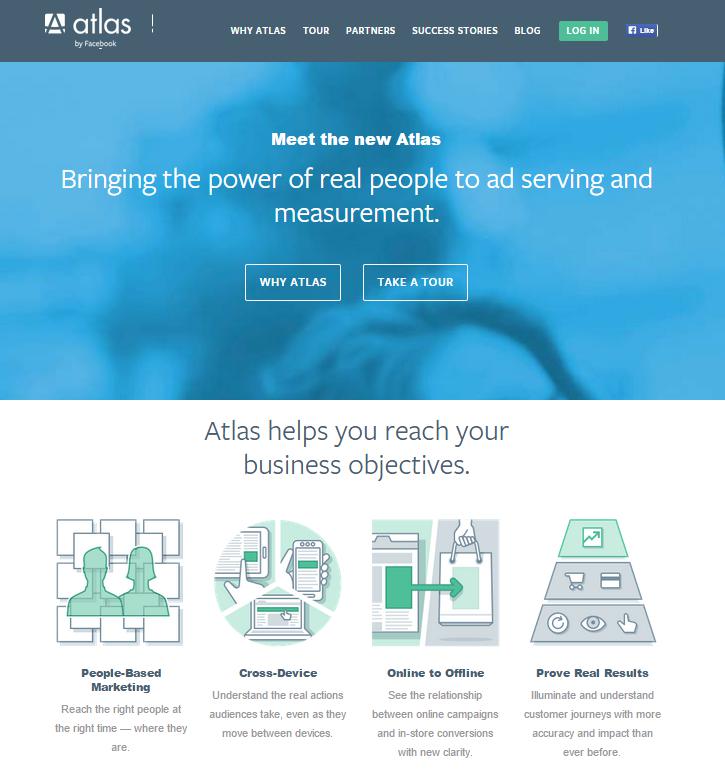 atlas
by Facebook
WHY ATLAS TOUR PARTNERS SUCCESS STORIES BLOG LOG IN Like
Meet the new Atlas
Bringing the power of real people to ad serving and
measurement.
WHY ATLAS TAKE A TOUR
Atlas helps you reach your
business objectives.
People-Based
Marketing
Reach the right people at
the right time — where they
are.
Cross-Device
Understand the real actions
audiences take, even as they
move between devices.
Online to Offline
See the relationship
between online campaigns
and in-store conversions
with new clarity.
Prove Real Results
Illuminate and understand
customer journeys with more
accuracy and impact than
ever before.